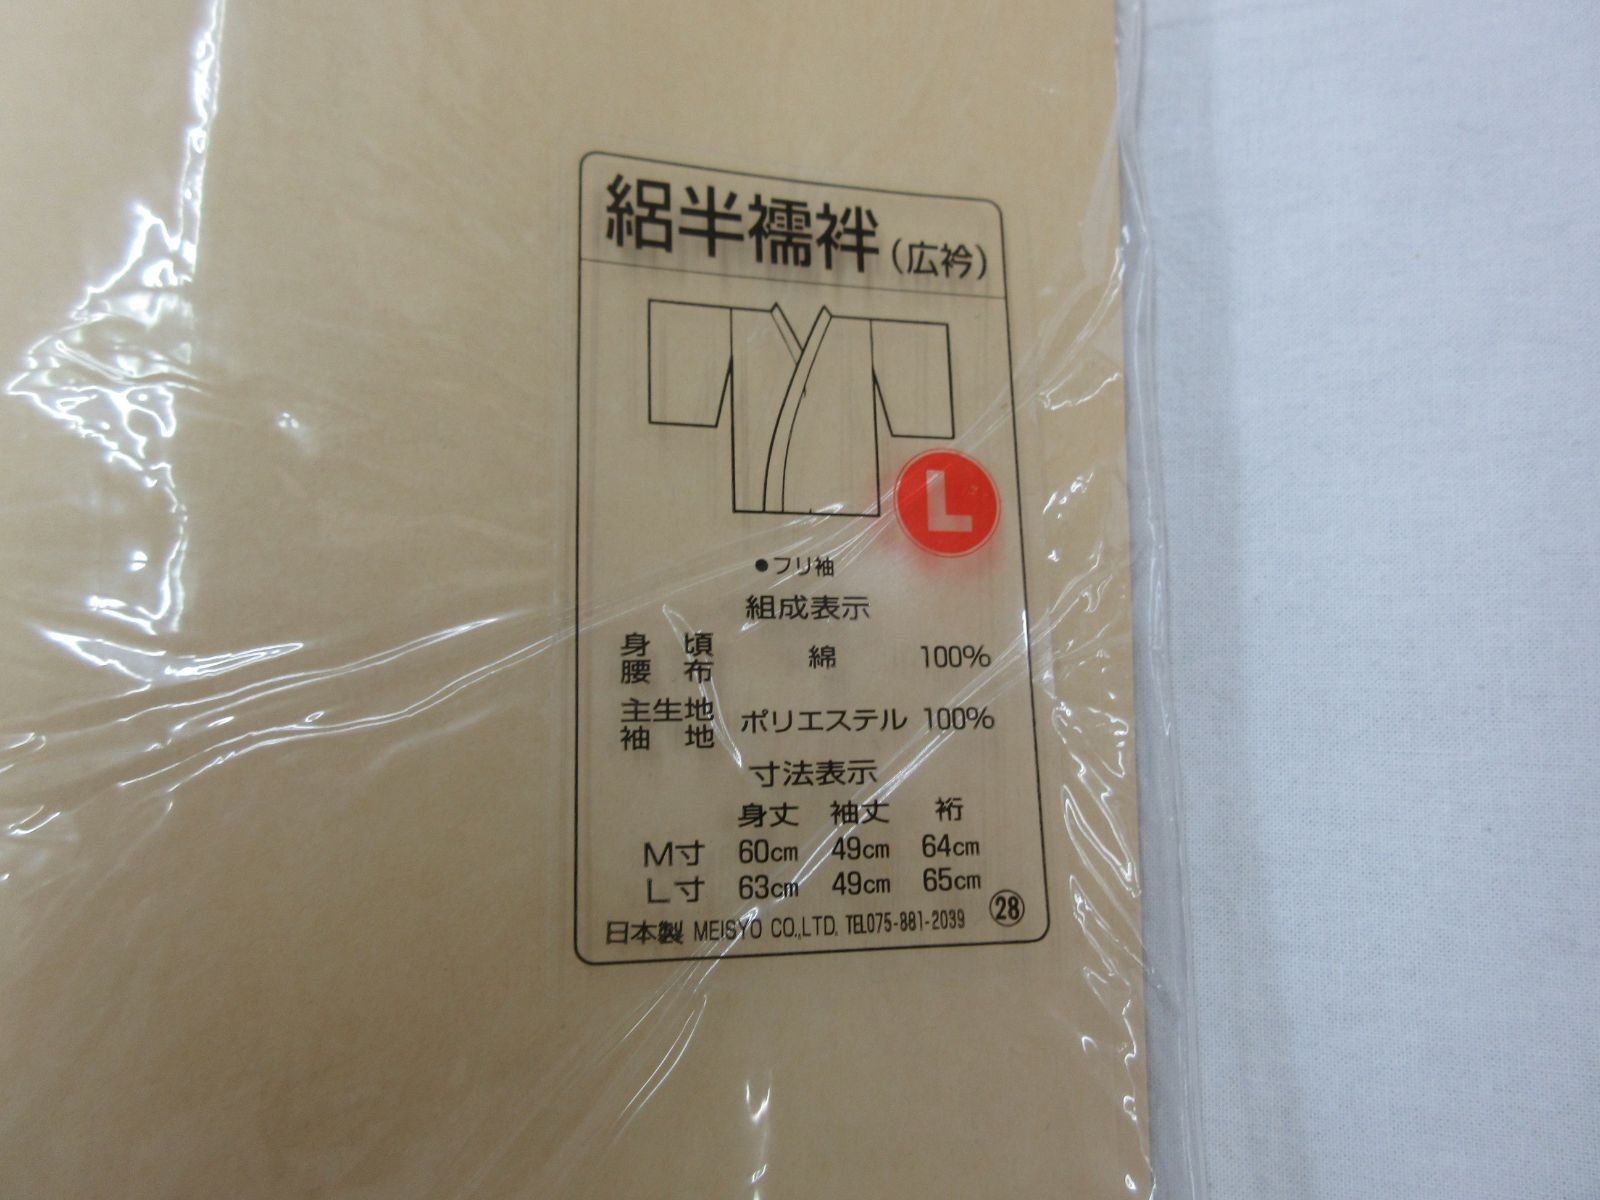 絽半襦袢（広衿）
L
●フリ袖
組成表示
身頃
腰布 綿 100%
主生地
袖地 ポリエステル 100%
寸法表示
身丈 袖丈 裄
M寸 60cm 49cm 64cm
L寸 63cm 49cm 65cm
日本製 MEISYO CO.,LTD. TEL075-881-2039 ㉘